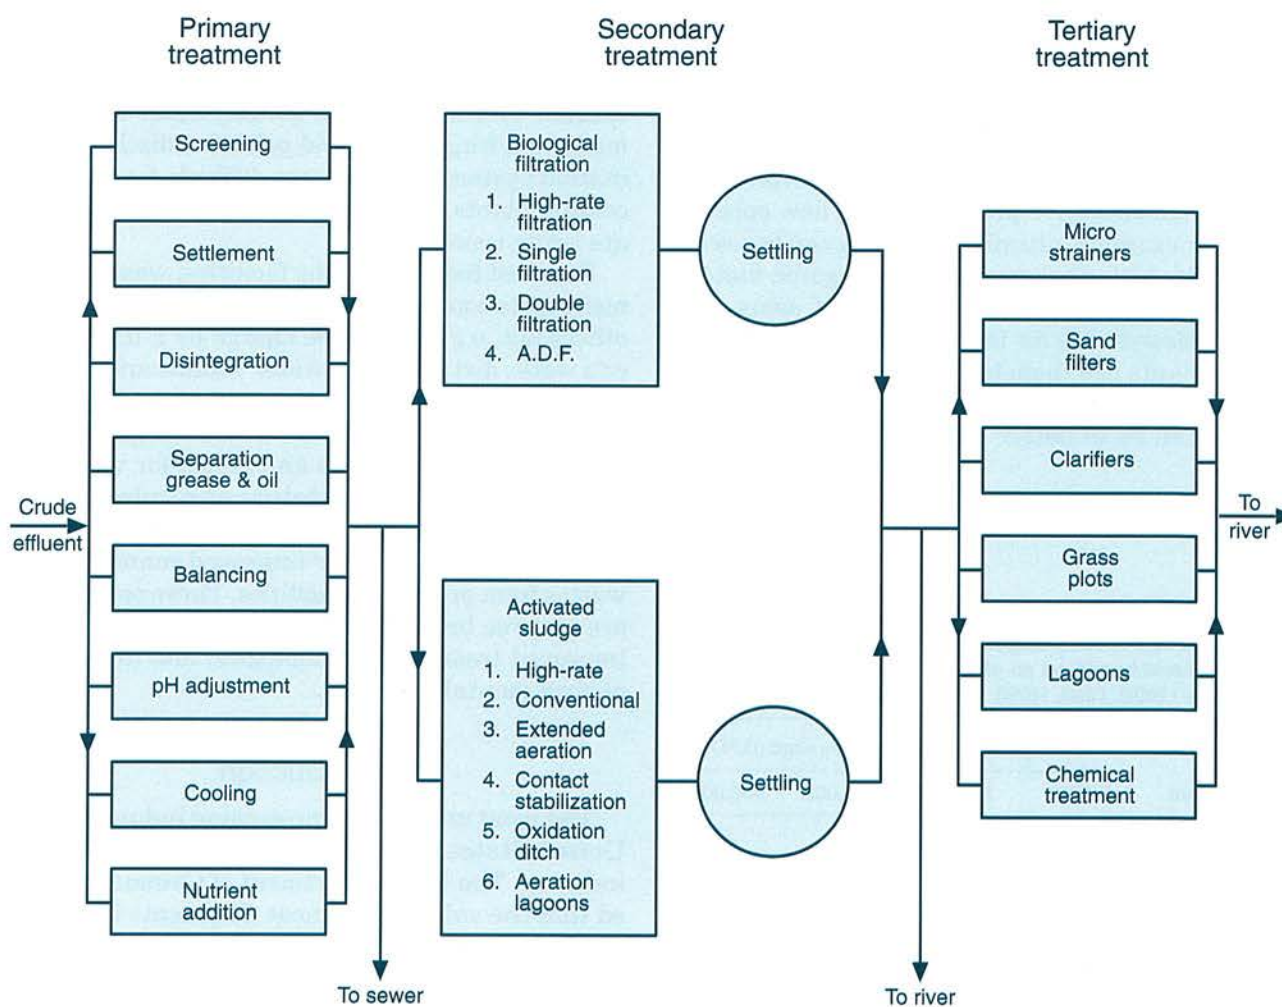 Primary
treatment
Secondary
treatment
Tertiary
treatment
Crude
effluent
Screening
Settlement
Disintegration
Separation
grease & oil
Balancing
pH adjustment
Cooling
Nutrient
addition
To sewer
Biological
filtration
1. High-rate
filtration
2. Single
filtration
3. Double
filtration
4. A.D.F.
Settling
Activated
sludge
1. High-rate
2. Conventional
3. Extended
aeration
4. Contact
stabilization
5. Oxidation
ditch
6. Aeration
lagoons
Settling
To river
Micro
strainers
Sand
filters
Clarifiers
Grass
plots
Lagoons
Chemical
treatment
To
river